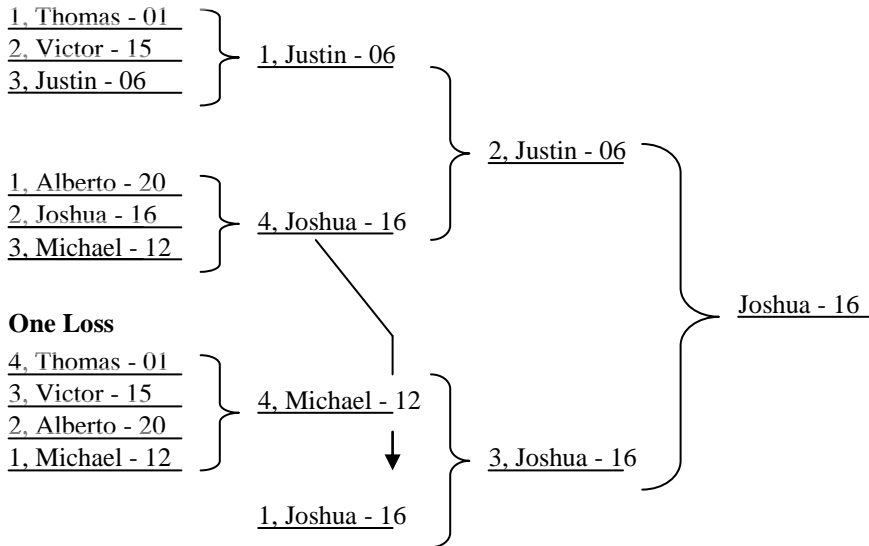 1, Thomas - 01
2, Victor - 15
3, Justin - 06
1, Justin - 06
1, Alberto - 20
2, Joshua - 16
3, Michael - 12
4, Joshua - 16
2, Justin - 06
One Loss
4, Thomas - 01
3, Victor - 15
2, Alberto - 20
1, Michael - 12
4, Michael - 12
1, Joshua - 16
3, Joshua - 16
Joshua - 16